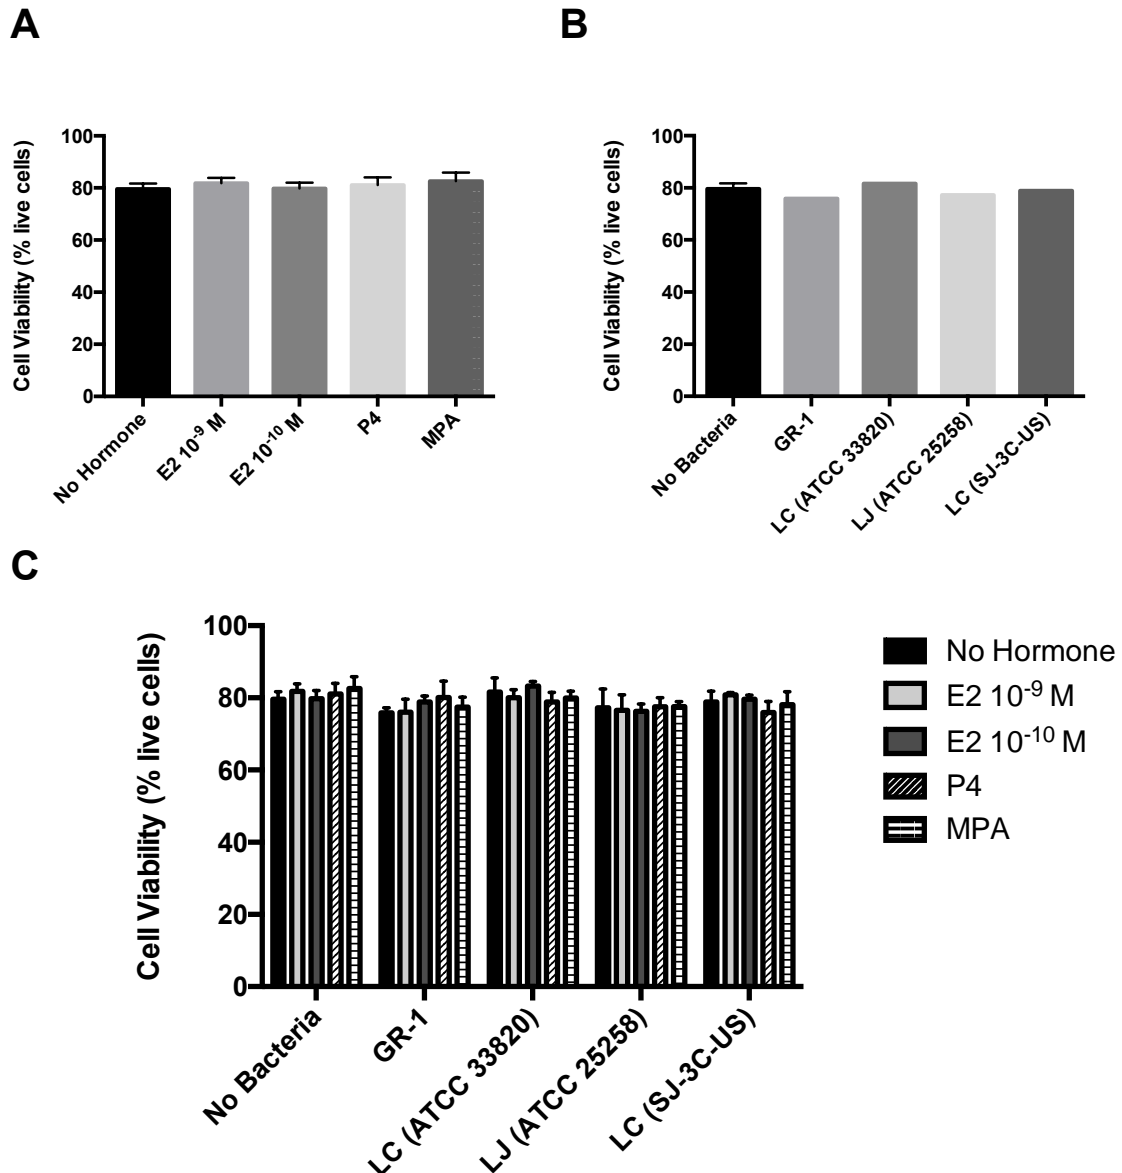 A
B
Cell Viability (% live cells)
100
80
60
40
20
0
No Hormone
E2 10⁻⁹ M
E2 10⁻¹⁰ M
P4
MPA
Cell Viability (% live cells)
100
80
60
40
20
0
No Bacteria
GR-1
LC (ATCC 33820)
LJ (ATCC 25258)
LC (SJ-3C-US)
C
Cell Viability (% live cells)
100
80
60
40
20
0
No Bacteria
GR-1
LC (ATCC 33820)
LJ (ATCC 25258)
LC (SJ-3C-US)
No Hormone
E2 10⁻⁹ M
E2 10⁻¹⁰ M
P4
MPA